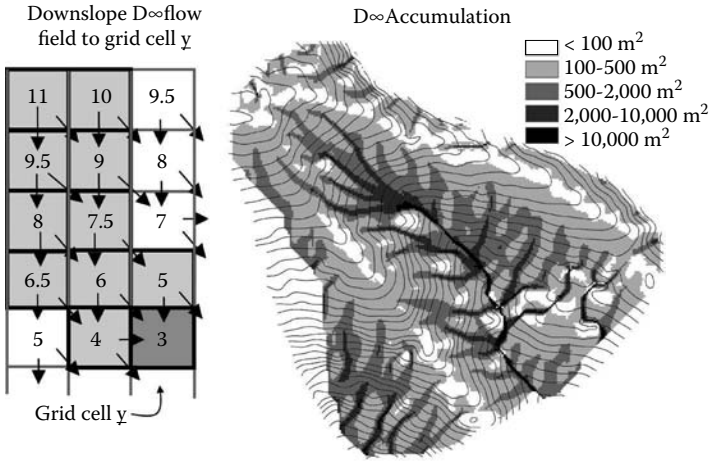 Downslope D∞flow
field to grid cell y
11 10 9.5
9.5 9 8
8 7.5 7
6.5 6 5
5 4 3
Grid cell y
D∞Accumulation
< 100 m²
100-500 m²
500-2,000 m²
2,000-10,000 m²
> 10,000 m²